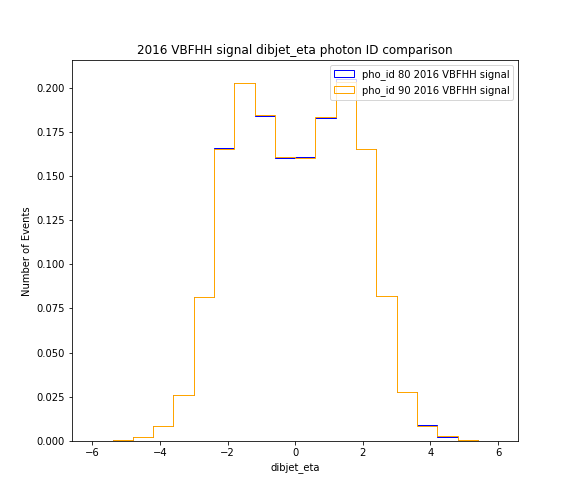 2016 VBFHH signal dibjet_eta photon ID comparison
pho_id 80 2016 VBFHH signal
pho_id 90 2016 VBFHH signal
Number of Events
0.200
0.175
0.150
0.125
0.100
0.075
0.050
0.025
0.000
−6 −4 −2 0 2 4 6
dibjet_eta